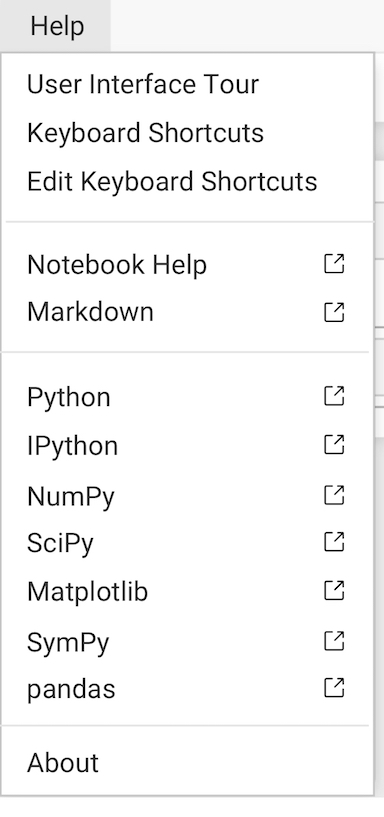 Help
User Interface Tour
Keyboard Shortcuts
Edit Keyboard Shortcuts
Notebook Help
Markdown
Python
IPython
NumPy
SciPy
Matplotlib
SymPy
pandas
About